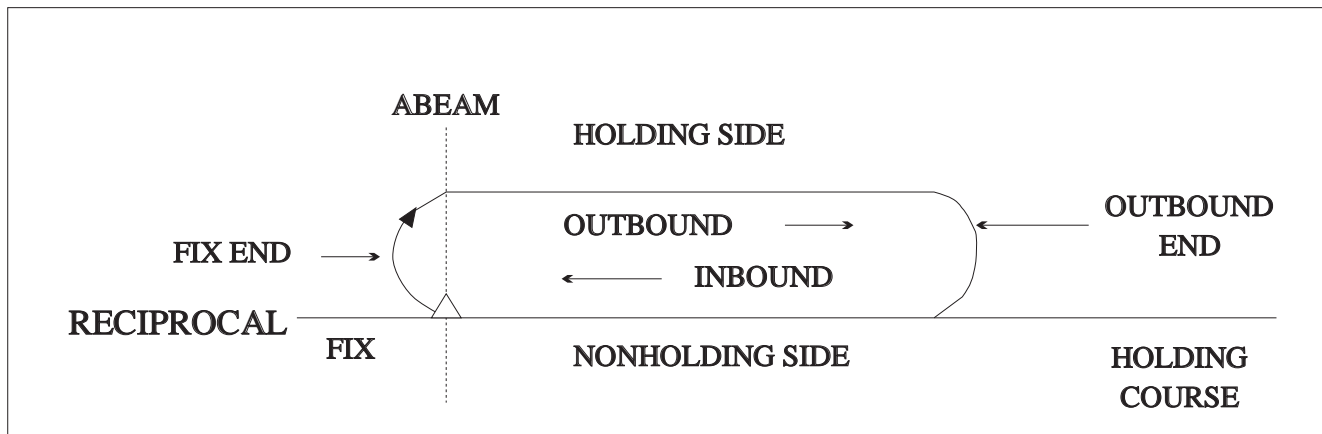 ABEAM
HOLDING SIDE
OUTBOUND
OUTBOUND
END
FIX END
INBOUND
RECIPROCAL
FIX
NONHOLDING SIDE
HOLDING
COURSE